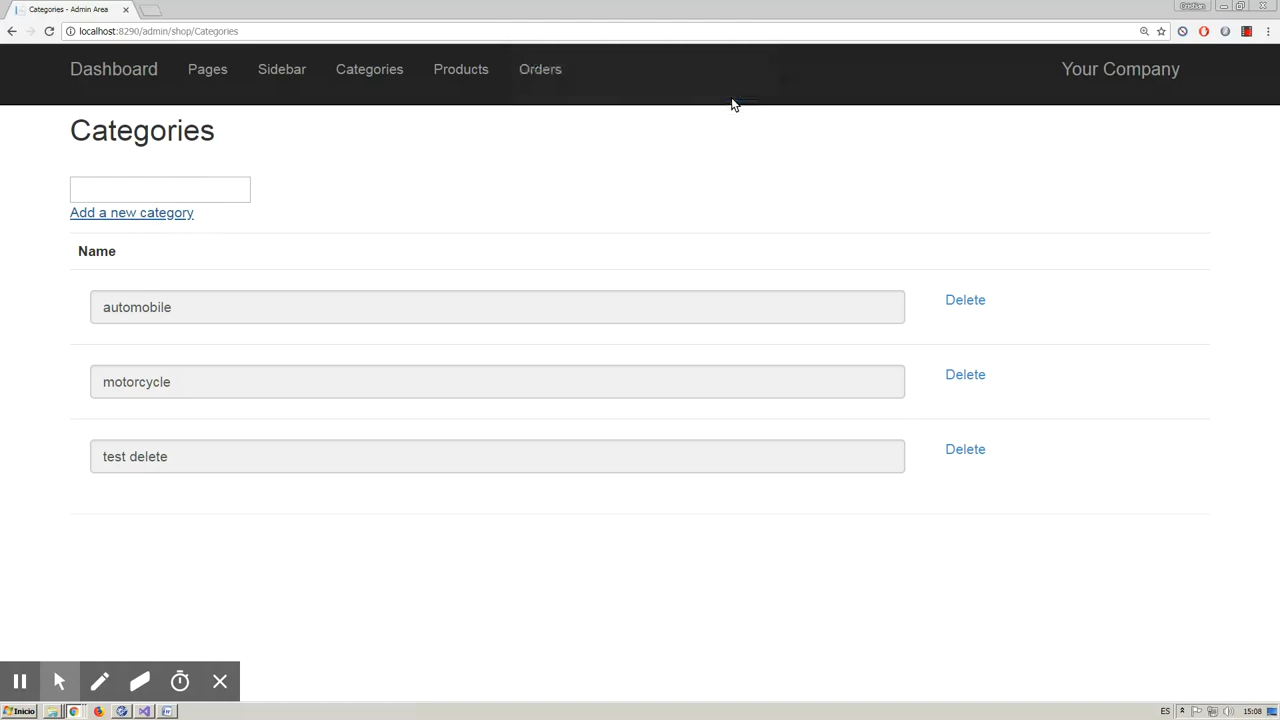 Categories - Admin Area
Cristian
localhost:8290/admin/shop/Categories
Dashboard Pages Sidebar Categories Products Orders Your Company
Categories
Add a new category
Name
automobile Delete
motorcycle Delete
test delete Delete
Inicio ES 15:08